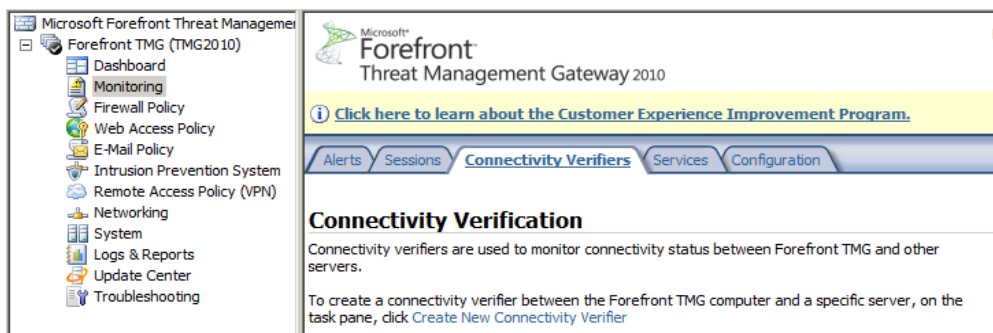 Microsoft Forefront Threat Manageme
Forefront TMG (TMG2010)
Dashboard
Monitoring
Firewall Policy
Web Access Policy
E-Mail Policy
Intrusion Prevention System
Remote Access Policy (VPN)
Networking
System
Logs & Reports
Update Center
Troubleshooting
Microsoft
Forefront
Threat Management Gateway 2010
Click here to learn about the Customer Experience Improvement Program.
Alerts Sessions Connectivity Verifiers Services Configuration
Connectivity Verification
Connectivity verifiers are used to monitor connectivity status between Forefront TMG and other
servers.
To create a connectivity verifier between the Forefront TMG computer and a specific server, on the
task pane, click Create New Connectivity Verifier